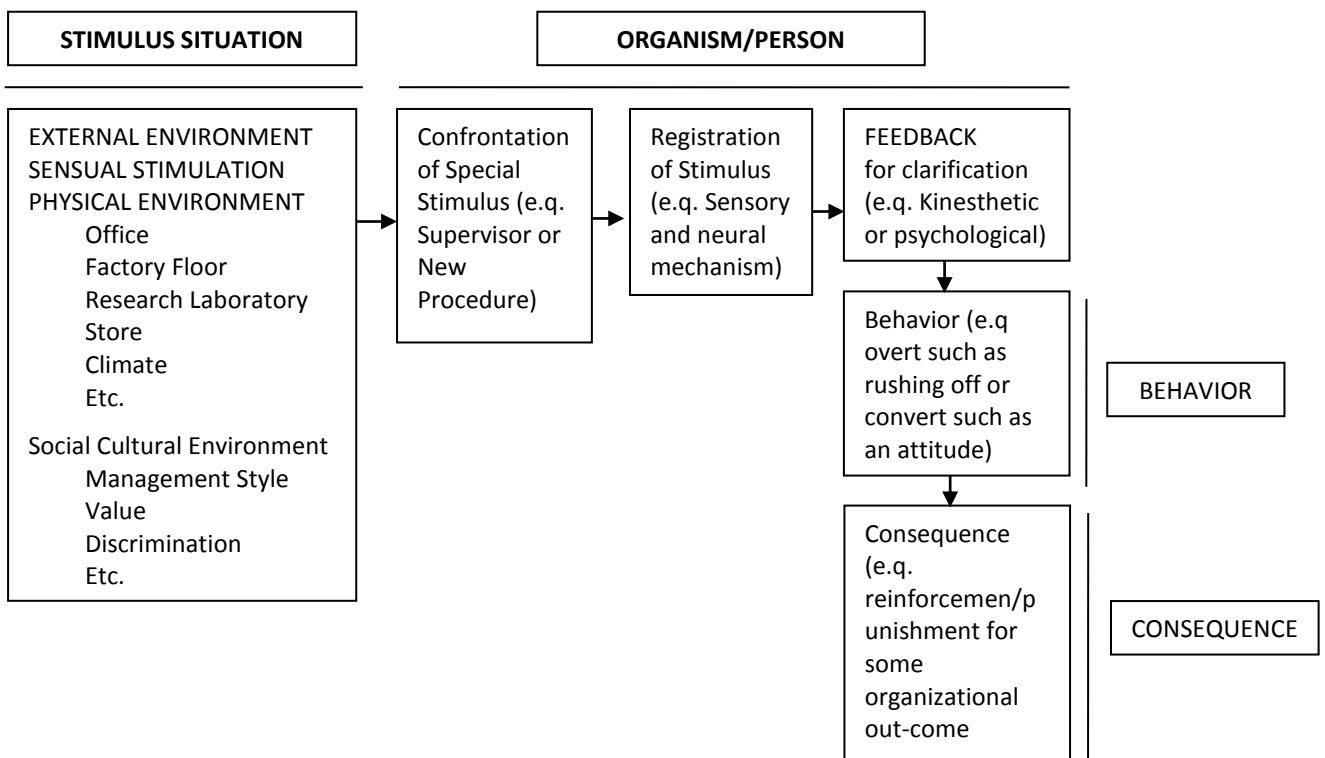 STIMULUS SITUATION
ORGANISM/PERSON
EXTERNAL ENVIRONMENT
SENSUAL STIMULATION
PHYSICAL ENVIRONMENT
Office
Factory Floor
Research Laboratory
Store
Climate
Etc.
Social Cultural Environment
Management Style
Value
Discrimination
Etc.
Confrontation
of Special
Stimulus (e.q.
Supervisor or
New
Procedure)
Registration
of Stimulus
(e.q. Sensory
and neural
mechanism)
FEEDBACK
for clarification
(e.q. Kinesthetic
or psychological)
Behavior (e.q
overt such as
rushing off or
convert such as
an attitude)
BEHAVIOR
Consequence
(e.q.
reinforcemen/p
unishment for
some
organizational
out-come
CONSEQUENCE